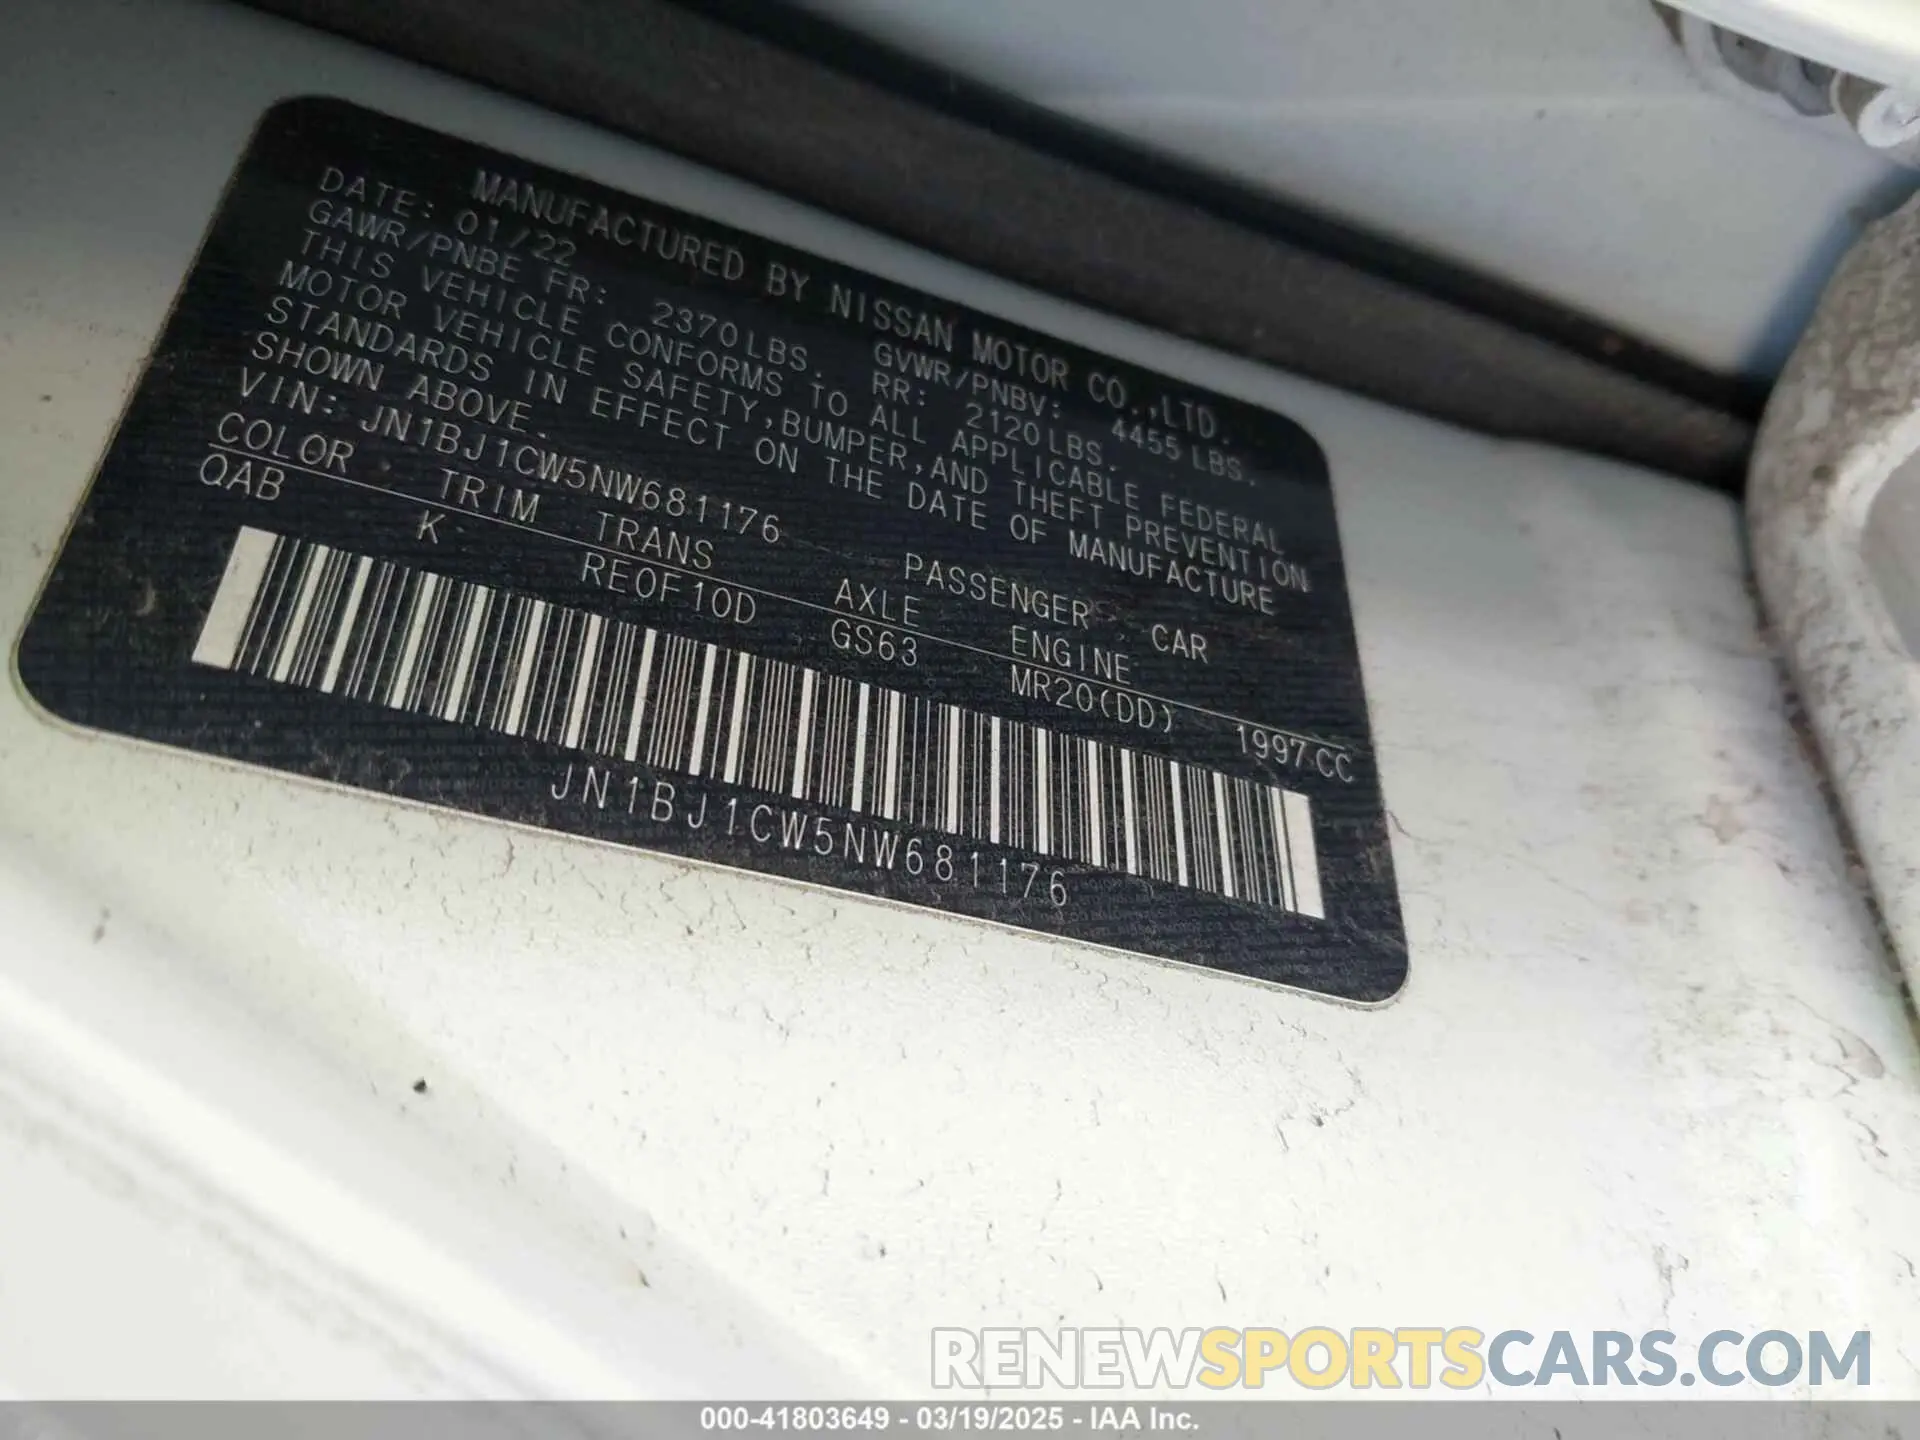 MANUFACTURED BY NISSAN MOTOR CO.,LTD.
DATE: 01/22 GVWR/PNBV: 4455 LBS.
GAWR/PNBE FR: 2370LBS. RR: 2120LBS.
THIS VEHICLE CONFORMS TO ALL APPLICABLE FEDERAL
MOTOR VEHICLE SAFETY,BUMPER,AND THEFT PREVENTION
STANDARDS IN EFFECT ON THE DATE OF MANUFACTURE
SHOWN ABOVE.
VIN: JN1BJ1CW5NW681176 PASSENGER CAR
COLOR TRIM TRANS AXLE ENGINE
QAB K RE0F10D GS63 MR20(DD) 1997CC
JN1BJ1CW5NW681176
RENEWSPORTSCARS.COM
000-41803649 - 03/19/2025 - IAA Inc.